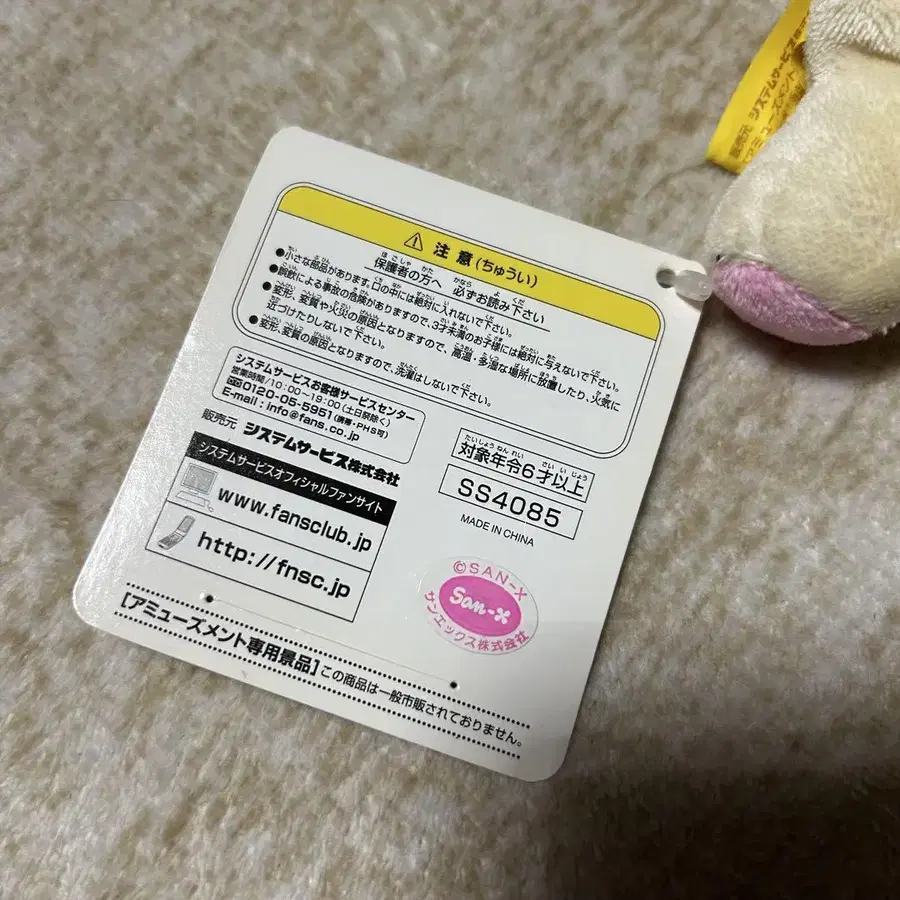 ⚠ 注意(ちゅうい)
保護者の方へ 必ずお読み下さい
●小さな部品があります。口の中には絶対に入れないで下さい。
●誤飲による事故の危険がありますので、3才未満のお子様には絶対に与えないで下さい。
●変形、変質や火災の原因となりますので、高温・多湿な場所に放置したり、火気に
近づけたりしないで下さい。
●変形、変質の原因となりますので、洗濯はしないで下さい。
システムサービスお客様サービスセンター
営業時間/10:00~19:00(土日祭除く)
0120-05-5951(携帯・PHS可)
E-mail:info@fans.co.jp
販売元 システムサービス株式会社
システムサービスオフィシャルファンサイト
www.fansclub.jp
http://fnsc.jp
対象年令6才以上
SS4085
MADE IN CHINA
©SAN-X
San-x
サンエックス株式会社
[アミューズメント専用景品]この商品は一般市販されておりません。
販売元 システムサービス
アミューズメント